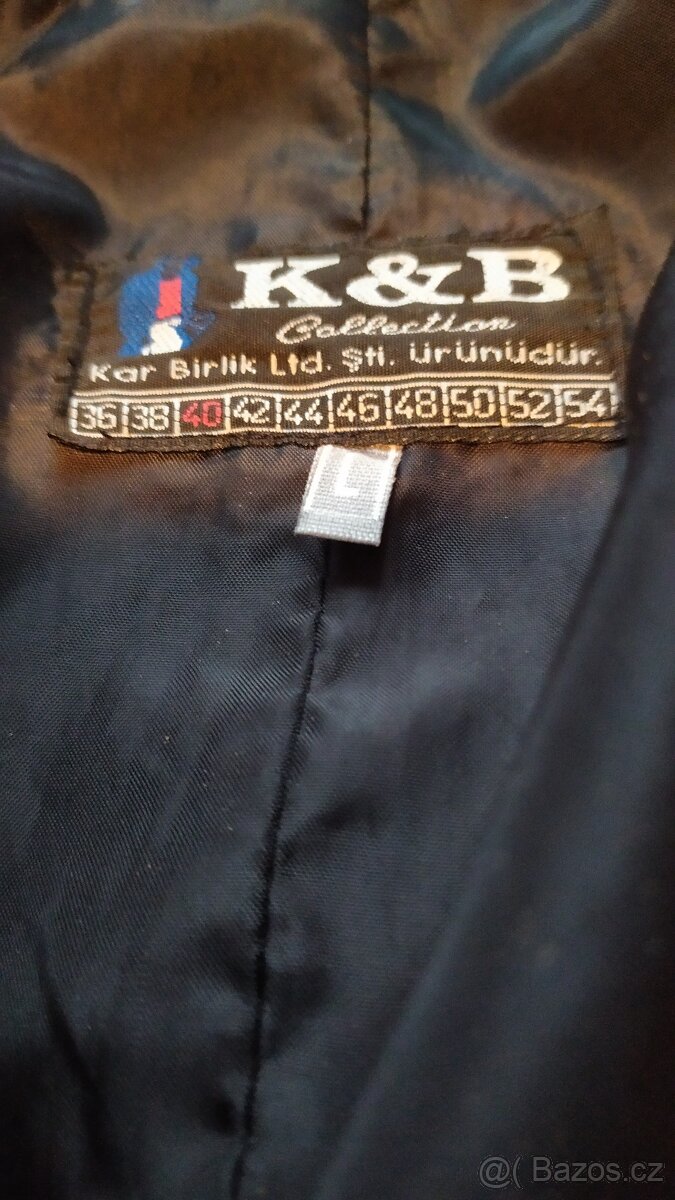 K&B
Collection
Kar Birlik Ltd. Şti. ürünüdür.
36 38 40 42 44 46 48 50 52 54
L
@( Bazos.cz